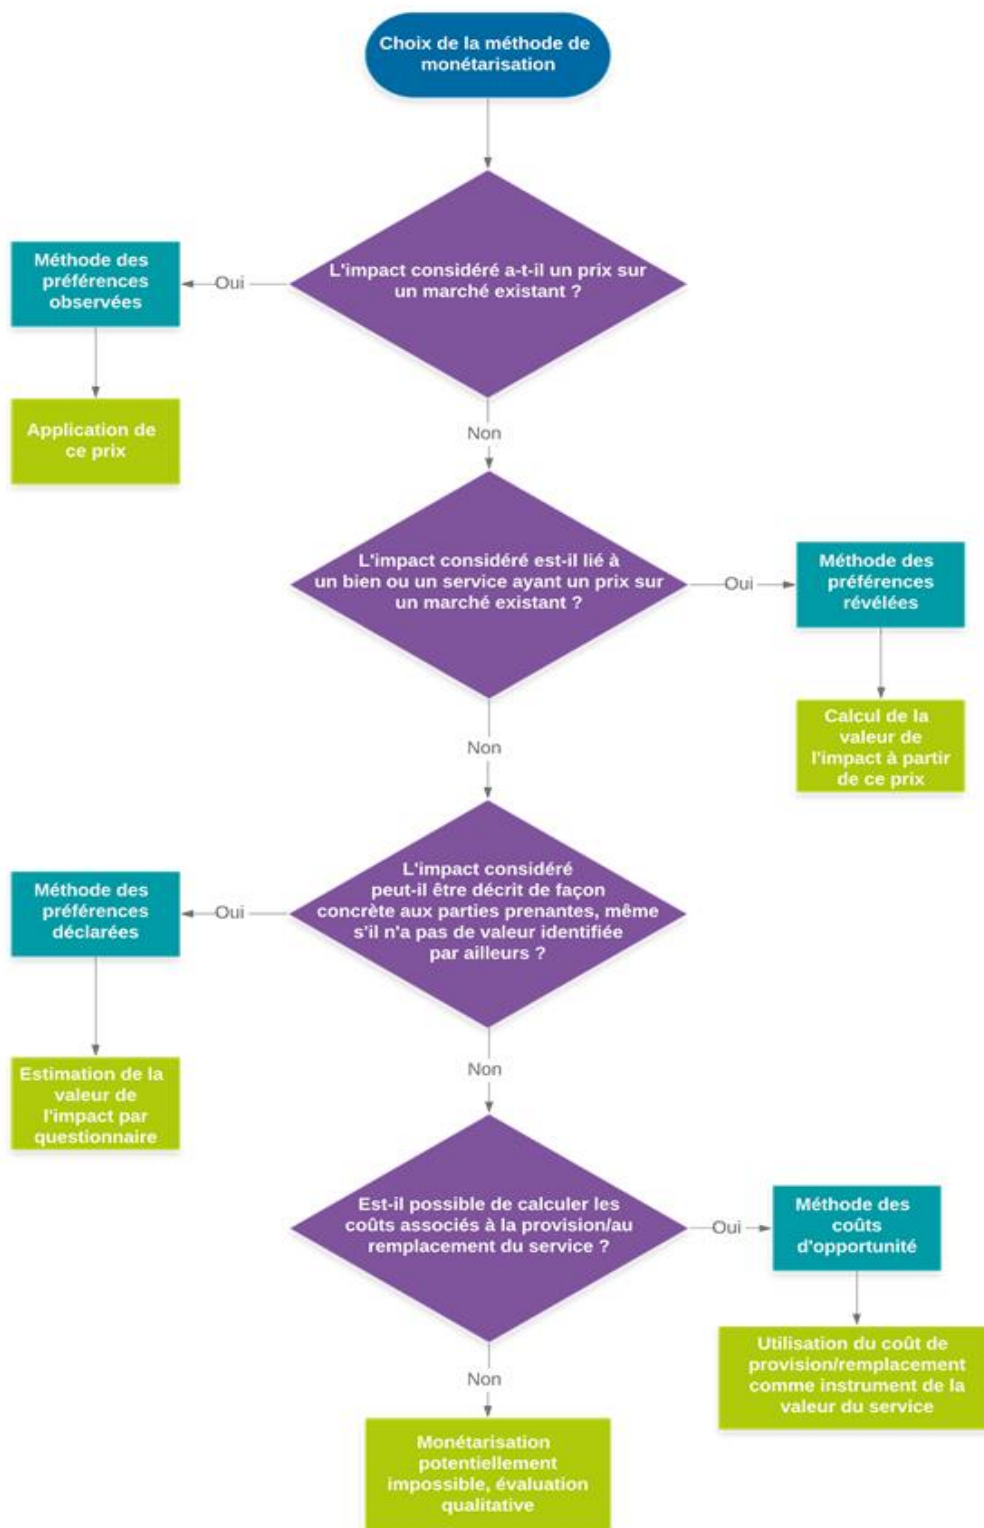 Choix de la méthode de
monétarisation
L'impact considéré a-t-il un prix sur
un marché existant ?
Oui
Méthode des
préférences
observées
Application de
ce prix
Non
L'impact considéré est-il lié à
un bien ou un service ayant un prix sur
un marché existant ?
Oui
Méthode des
préférences
révélées
Calcul de la
valeur de
l'impact à partir
de ce prix
Non
L'impact considéré
peut-il être décrit de façon
concrète aux parties prenantes, même
s'il n'a pas de valeur identifiée
par ailleurs ?
Oui
Méthode des
préférences
déclarées
Estimation de la
valeur de
l'impact par
questionnaire
Non
Est-il possible de calculer les
coûts associés à la provision/au
remplacement du service ?
Oui
Méthode des
coûts
d'opportunité
Utilisation du coût de
provision/remplacement
comme instrument de la
valeur du service
Non
Monétarisation
potentiellement
impossible, évaluation
qualitative